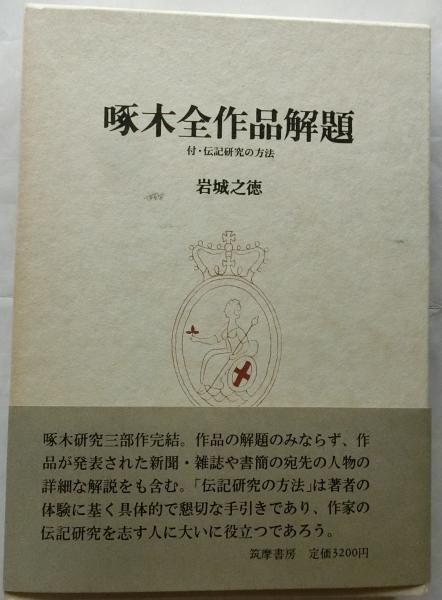 啄木全作品解題
付・伝記研究の方法
岩城之徳
啄木研究三部作完結。作品の解題のみならず、作
品が発表された新聞・雑誌や書簡の宛先の人物の
詳細な解説をも含む。「伝記研究の方法」は著者の
体験に基く具体的で懇切な手引きであり、作家の
伝記研究を志す人に大いに役立つであろう。
筑摩書房 定価3200円